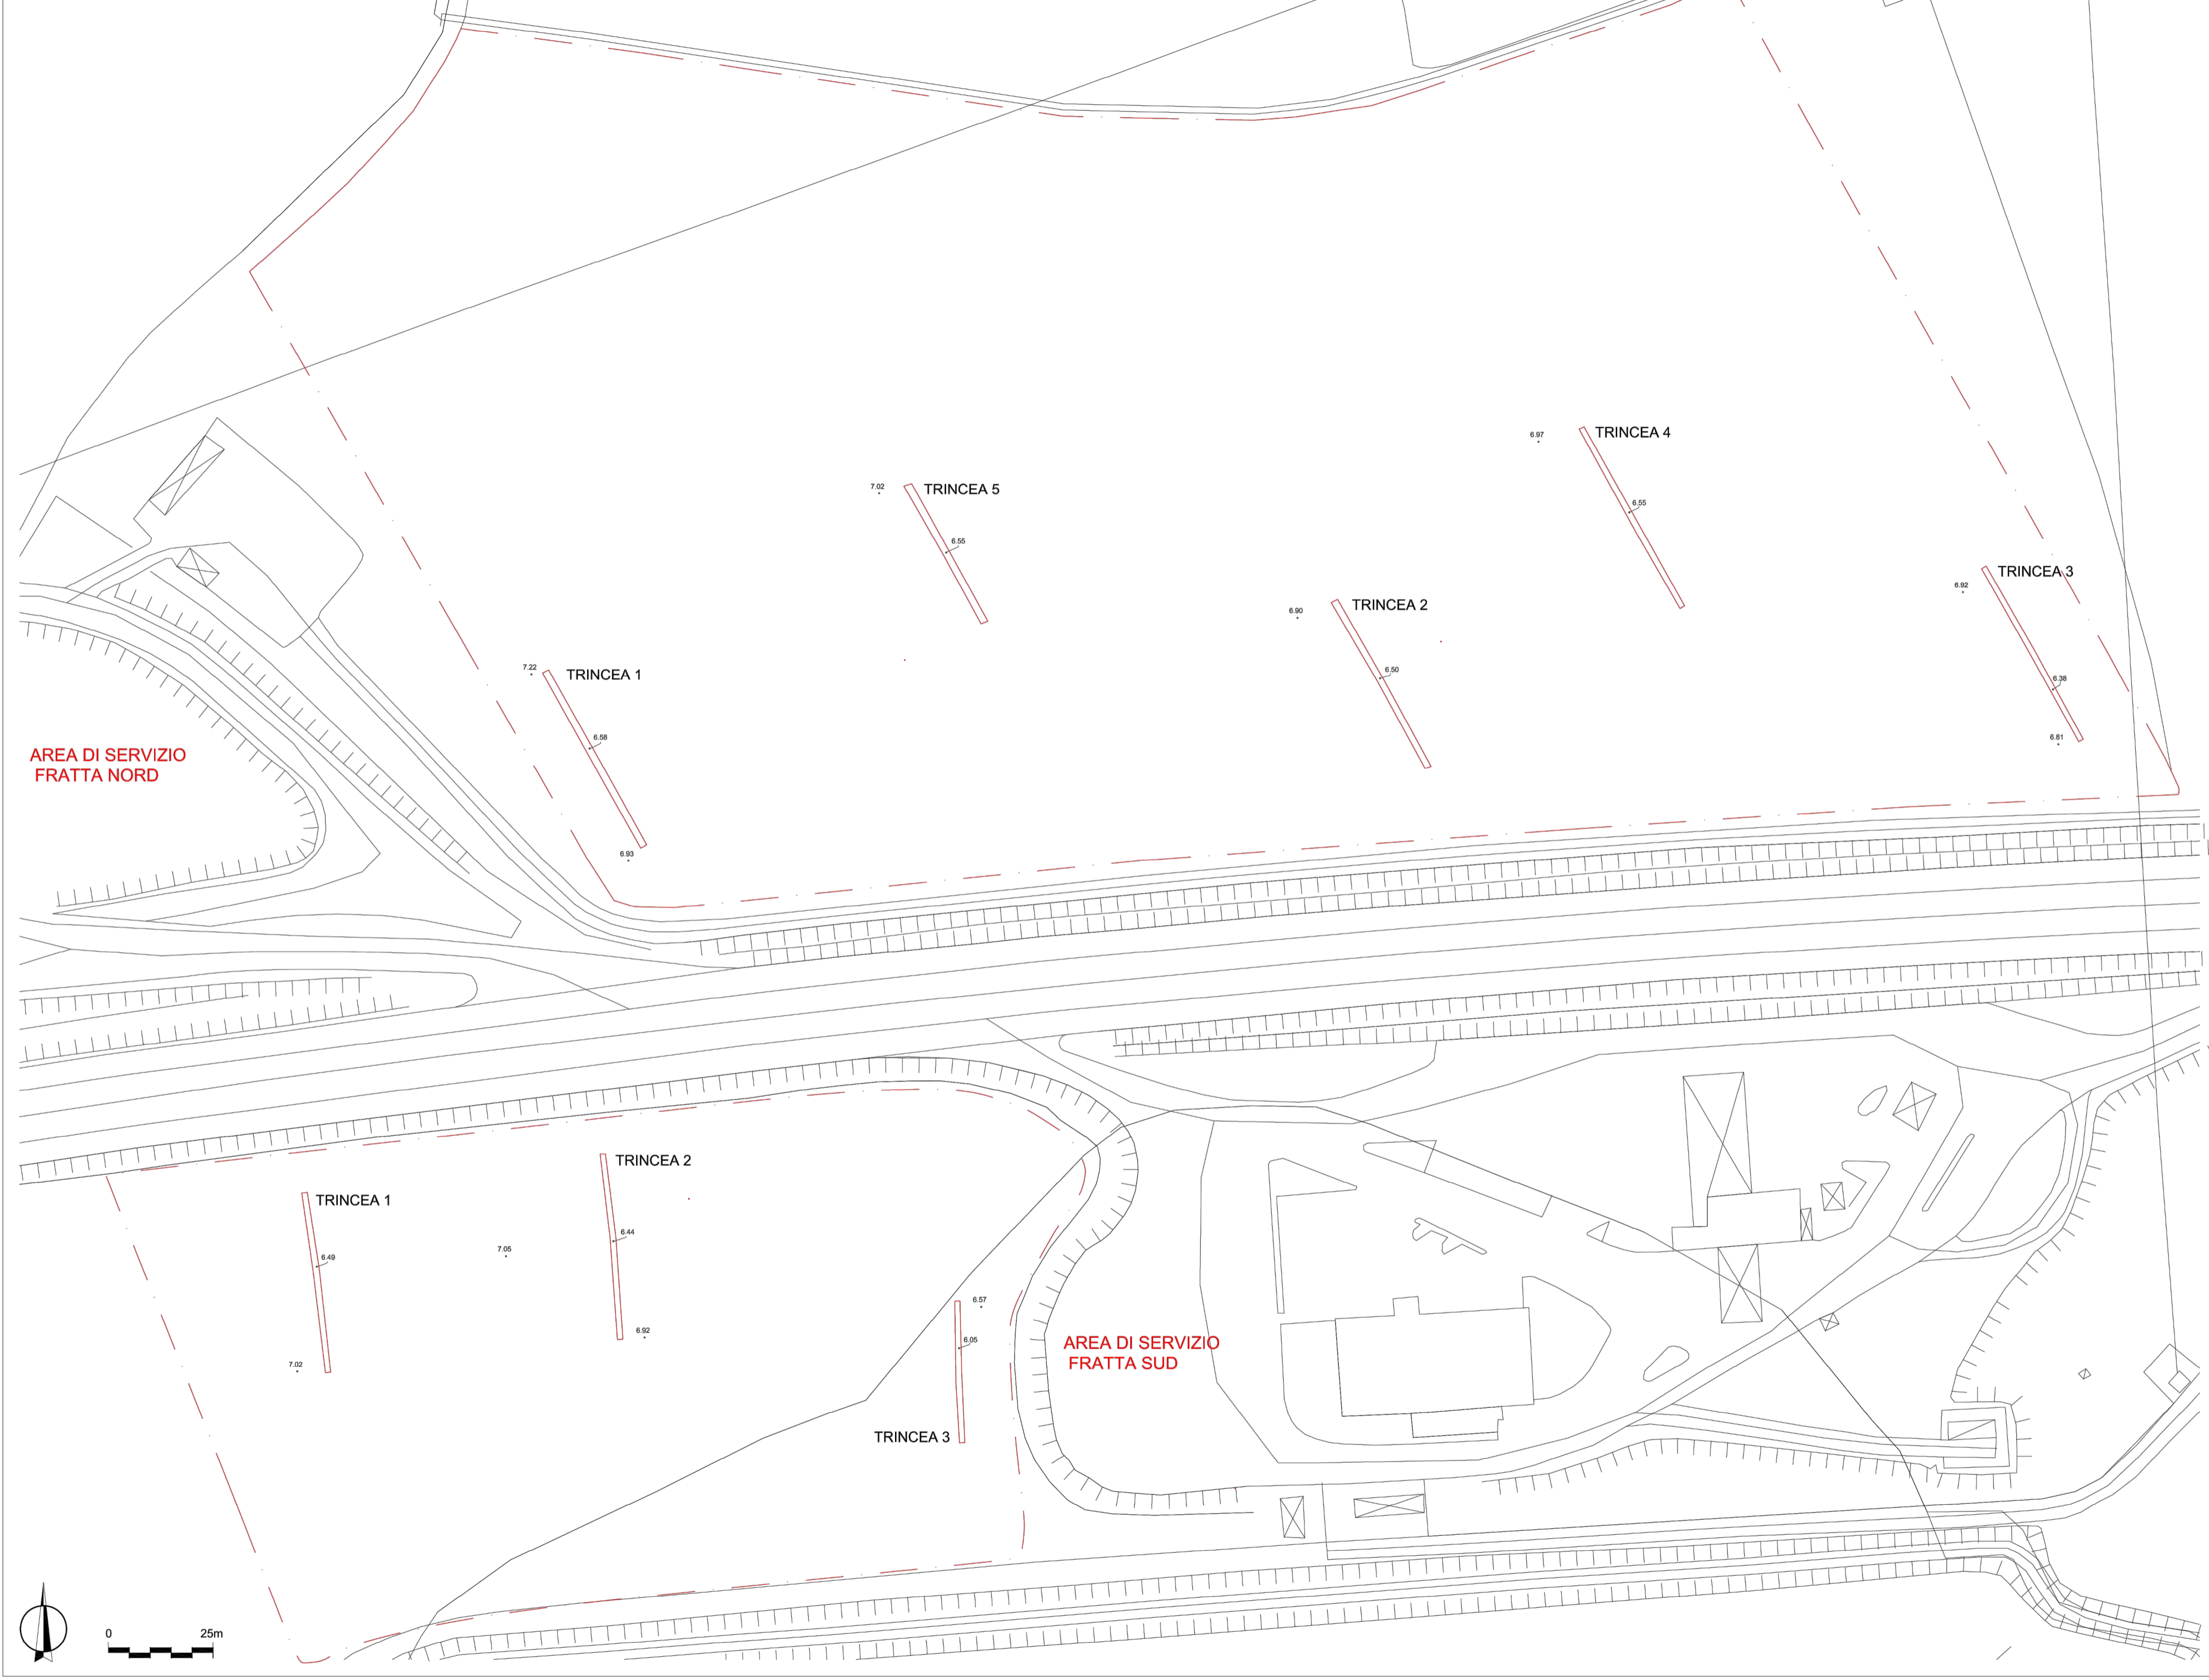 6.97
TRINCEA 4
7.02
TRINCEA 5
6.55
6.55
6.92
TRINCEA 3
6.90
TRINCEA 2
7.22
TRINCEA 1
6.50
6.38
6.58
6.81
AREA DI SERVIZIO
FRATTA NORD
6.93
TRINCEA 2
TRINCEA 1
6.44
7.05
6.49
6.57
6.92
6.05
AREA DI SERVIZIO
FRATTA SUD
7.02
TRINCEA 3
0 25m